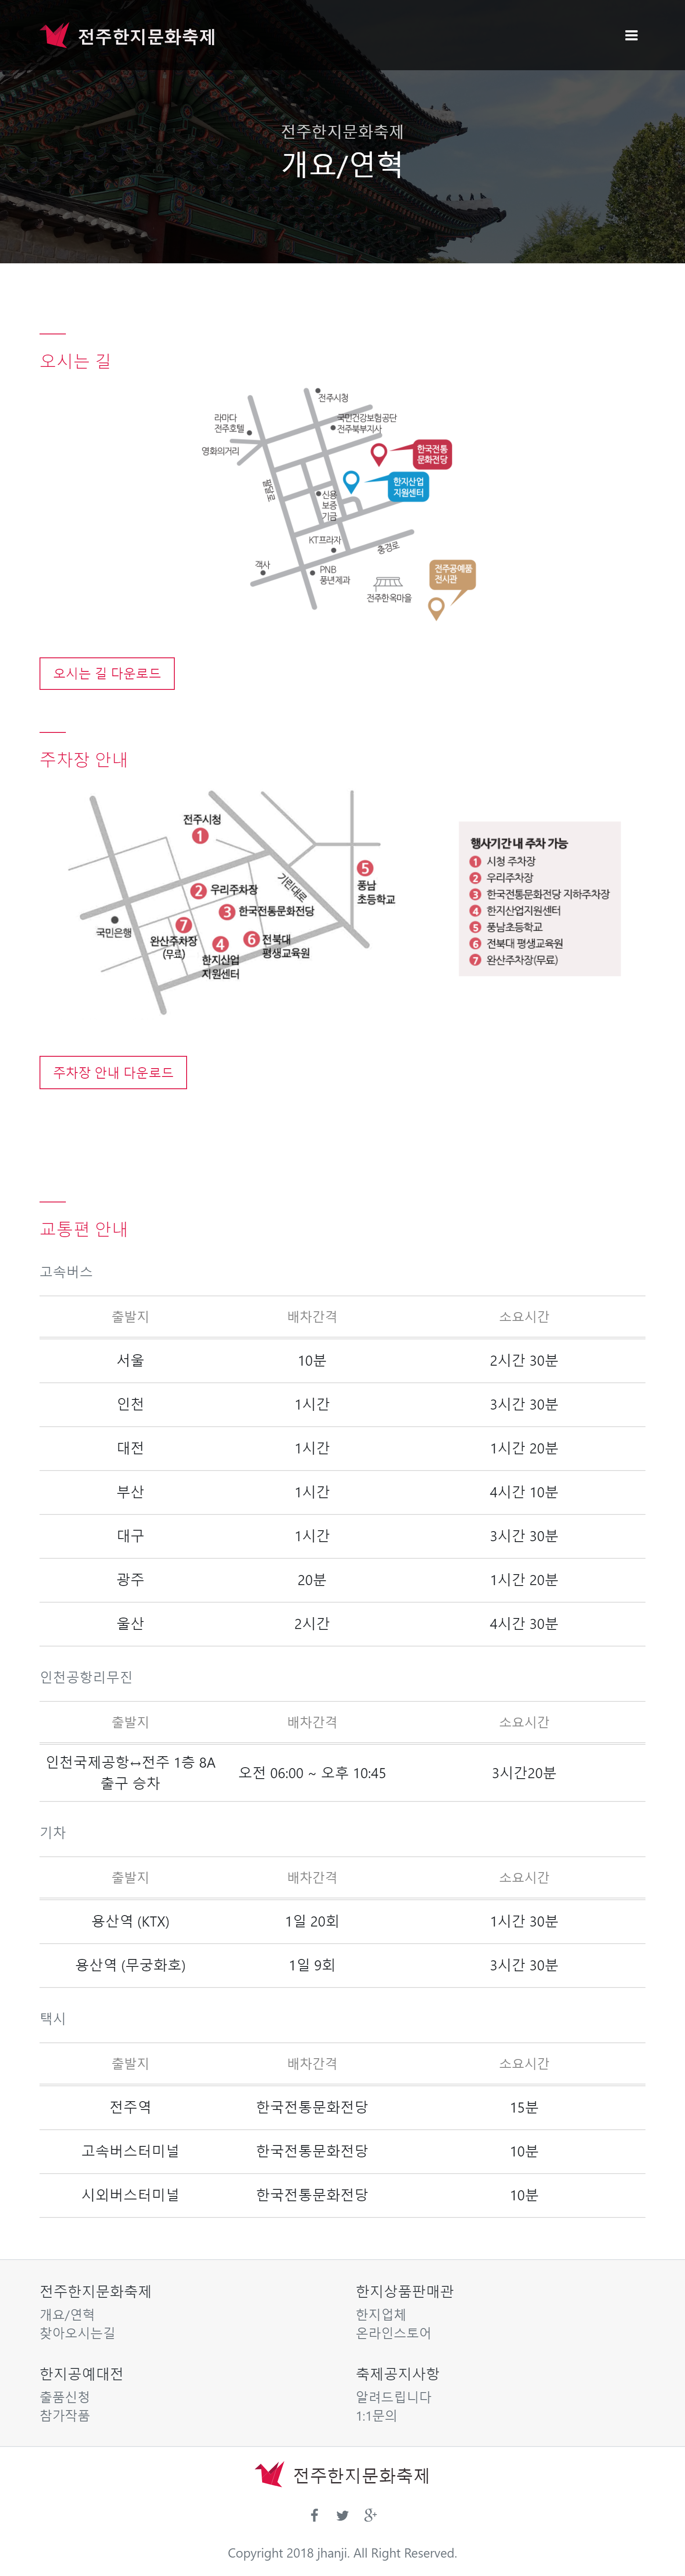 전주한지문화축제
전주한지문화축제
개요/연혁
오시는 길
전주시청
라마다
전주호텔
국민건강보험공단
전주북부지사
영화의거리
한국전통
문화전당
한지산업
지원센터
팔달로
신용
보증
기금
KT프라자
충경로
객사
PNB
풍년제과
전주한옥마을
전주공예품
전시관
오시는 길 다운로드
주차장 안내
전주시청
1
2 우리주차장
기린대로
5
풍남
초등학교
3 한국전통문화전당
국민은행
7
완산주차장
(무료)
4
한지산업
지원센터
6 전북대
평생교육원
행사기간 내 주차 가능
1 시청 주차장
2 우리주차장
3 한국전통문화전당 지하주차장
4 한지산업지원센터
5 풍남초등학교
6 전북대 평생교육원
7 완산주차장(무료)
주차장 안내 다운로드
교통편 안내
고속버스
출발지 배차간격 소요시간
서울 10분 2시간 30분
인천 1시간 3시간 30분
대전 1시간 1시간 20분
부산 1시간 4시간 10분
대구 1시간 3시간 30분
광주 20분 1시간 20분
울산 2시간 4시간 30분
인천공항리무진
출발지 배차간격 소요시간
인천국제공항↔전주 1층 8A
출구 승차 오전 06:00 ~ 오후 10:45 3시간20분
기차
출발지 배차간격 소요시간
용산역 (KTX) 1일 20회 1시간 30분
용산역 (무궁화호) 1일 9회 3시간 30분
택시
출발지 배차간격 소요시간
전주역 한국전통문화전당 15분
고속버스터미널 한국전통문화전당 10분
시외버스터미널 한국전통문화전당 10분
전주한지문화축제
개요/연혁
찾아오시는길
한지상품판매관
한지업체
온라인스토어
한지공예대전
출품신청
참가작품
축제공지사항
알려드립니다
1:1문의
전주한지문화축제
Copyright 2018 jhanji. All Right Reserved.